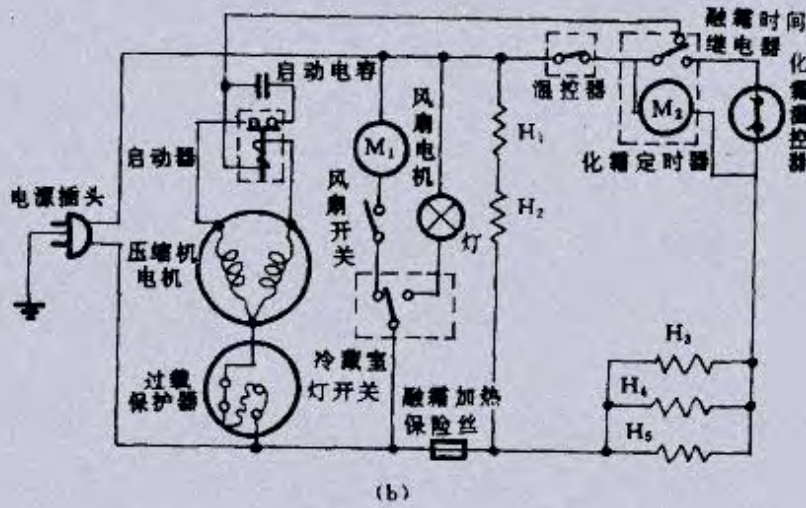 融霜时间
继电器
启动电容
温控器
化霜温控器
M₂
风扇电机
M₁
H₁
启动器
化霜定时器
电源插头
风扇开关
H₂
灯
压缩机
电机
H₃
冷藏室
灯开关
过载
保护器
融霜加热
保险丝
H₄
H₅
(b)